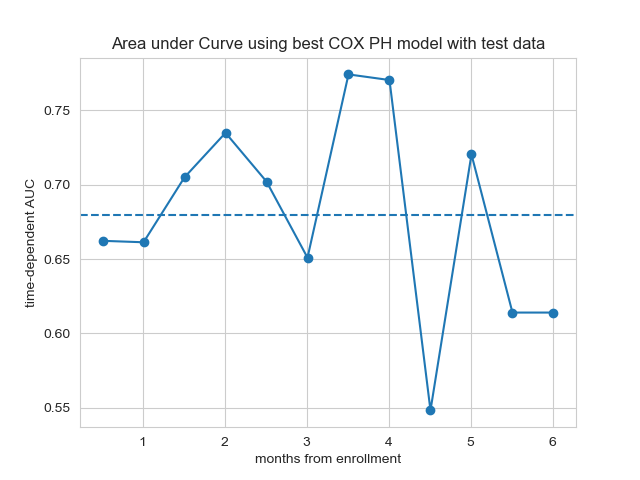 Area under Curve using best COX PH model with test data
time-dependent AUC
0.75
0.70
0.65
0.60
0.55
1 2 3 4 5 6
months from enrollment